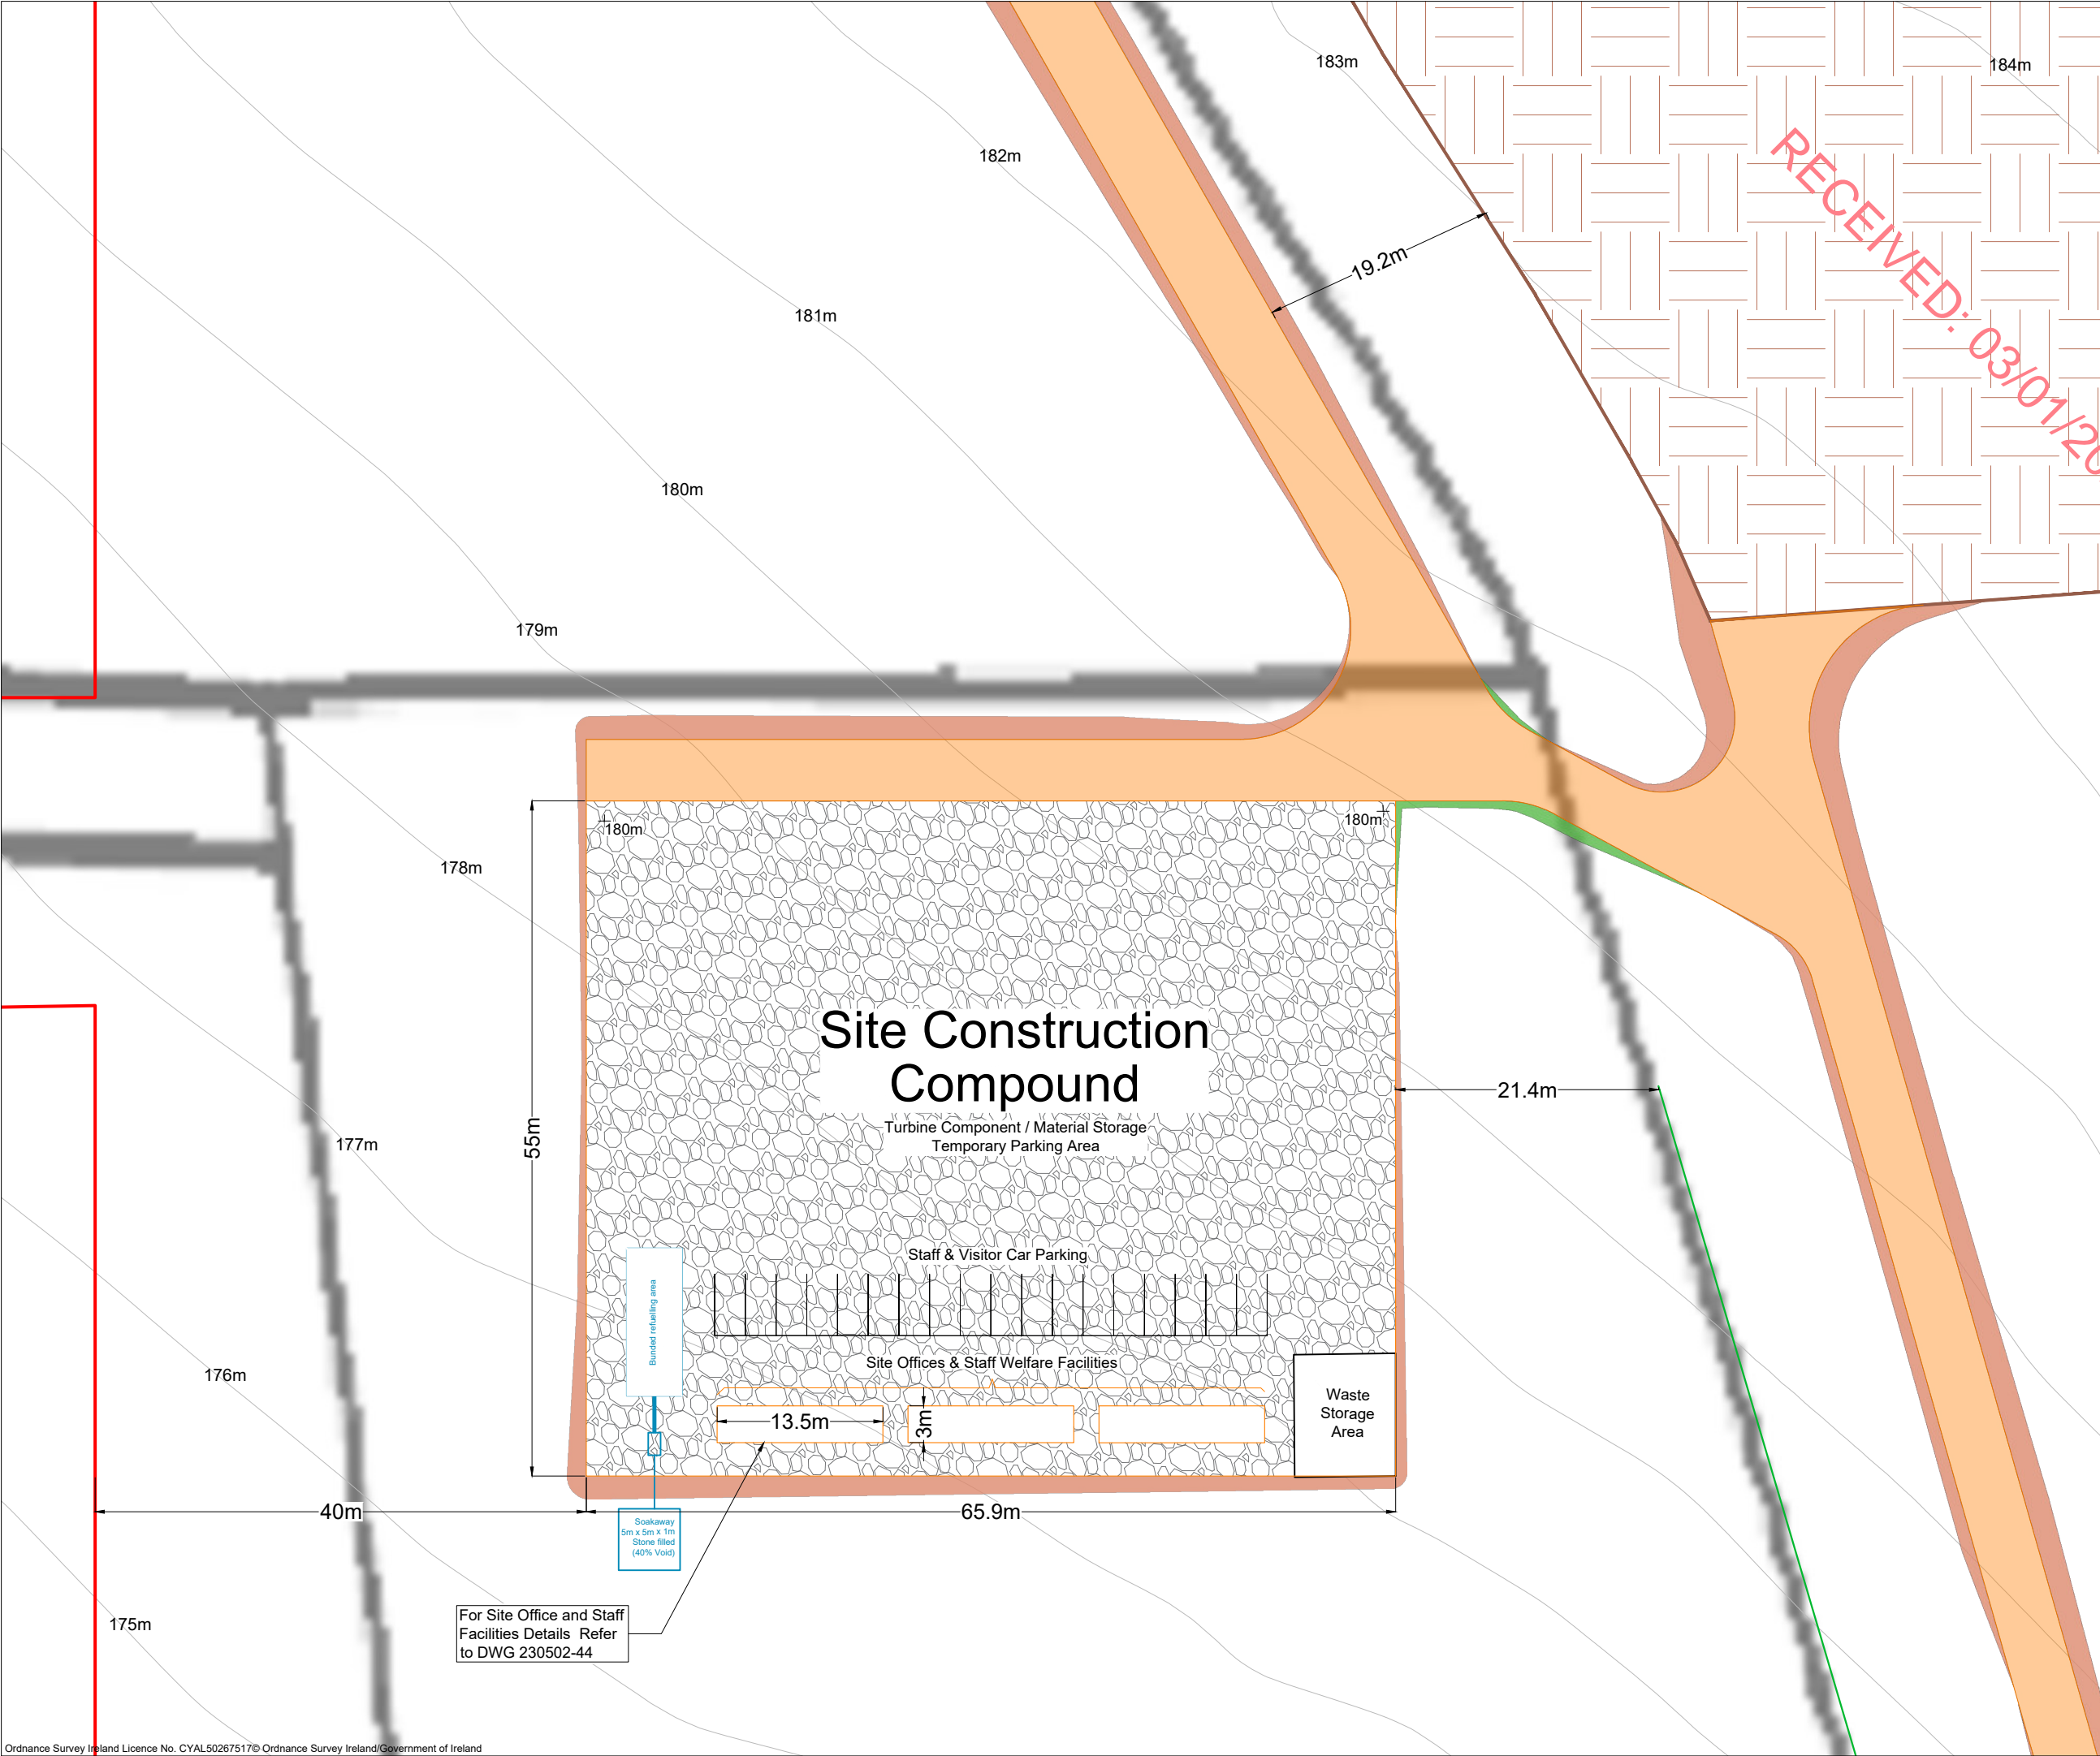 183m
184m
182m
RECEIVED: 03/01/20
19.2m
181m
180m
179m
180m
180m
178m
Site Construction
Compound
21.4m
Turbine Component / Material Storage
Temporary Parking Area
55m
177m
Staff & Visitor Car Parking
Bunded refuelling area
Site Offices & Staff Welfare Facilities
176m
Waste
Storage
Area
13.5m
3m
40m
65.9m
Soakaway
5m x 5m x 1m
Stone filled
(40% Void)
For Site Office and Staff
Facilities Details Refer
to DWG 230502-44
175m
Ordnance Survey Ireland Licence No. CYAL50267517© Ordnance Survey Ireland/Government of Ireland